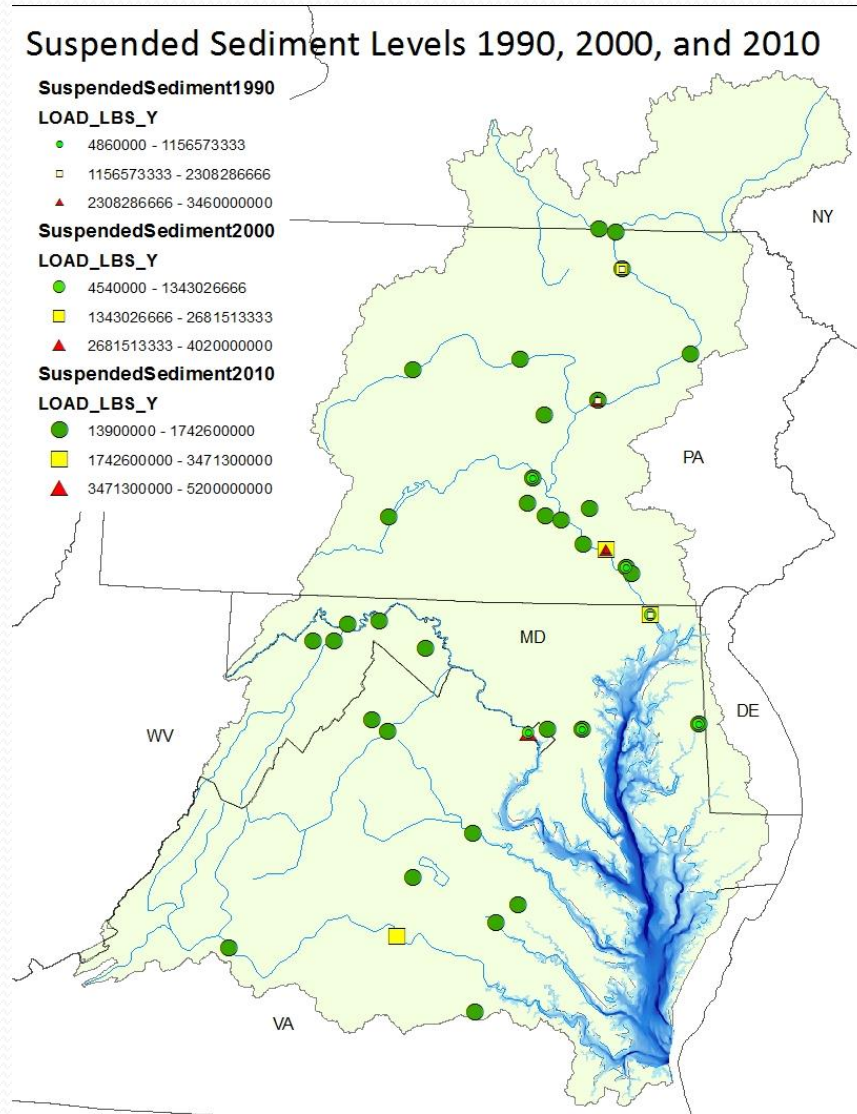 Suspended Sediment Levels 1990, 2000, and 2010
SuspendedSediment1990
LOAD_LBS_Y
4860000 - 1156573333
1156573333 - 2308286666
2308286666 - 3460000000
SuspendedSediment2000
LOAD_LBS_Y
4540000 - 1343026666
1343026666 - 2681513333
2681513333 - 4020000000
SuspendedSediment2010
LOAD_LBS_Y
13900000 - 1742600000
1742600000 - 3471300000
3471300000 - 5200000000
NY
PA
MD
DE
WV
VA